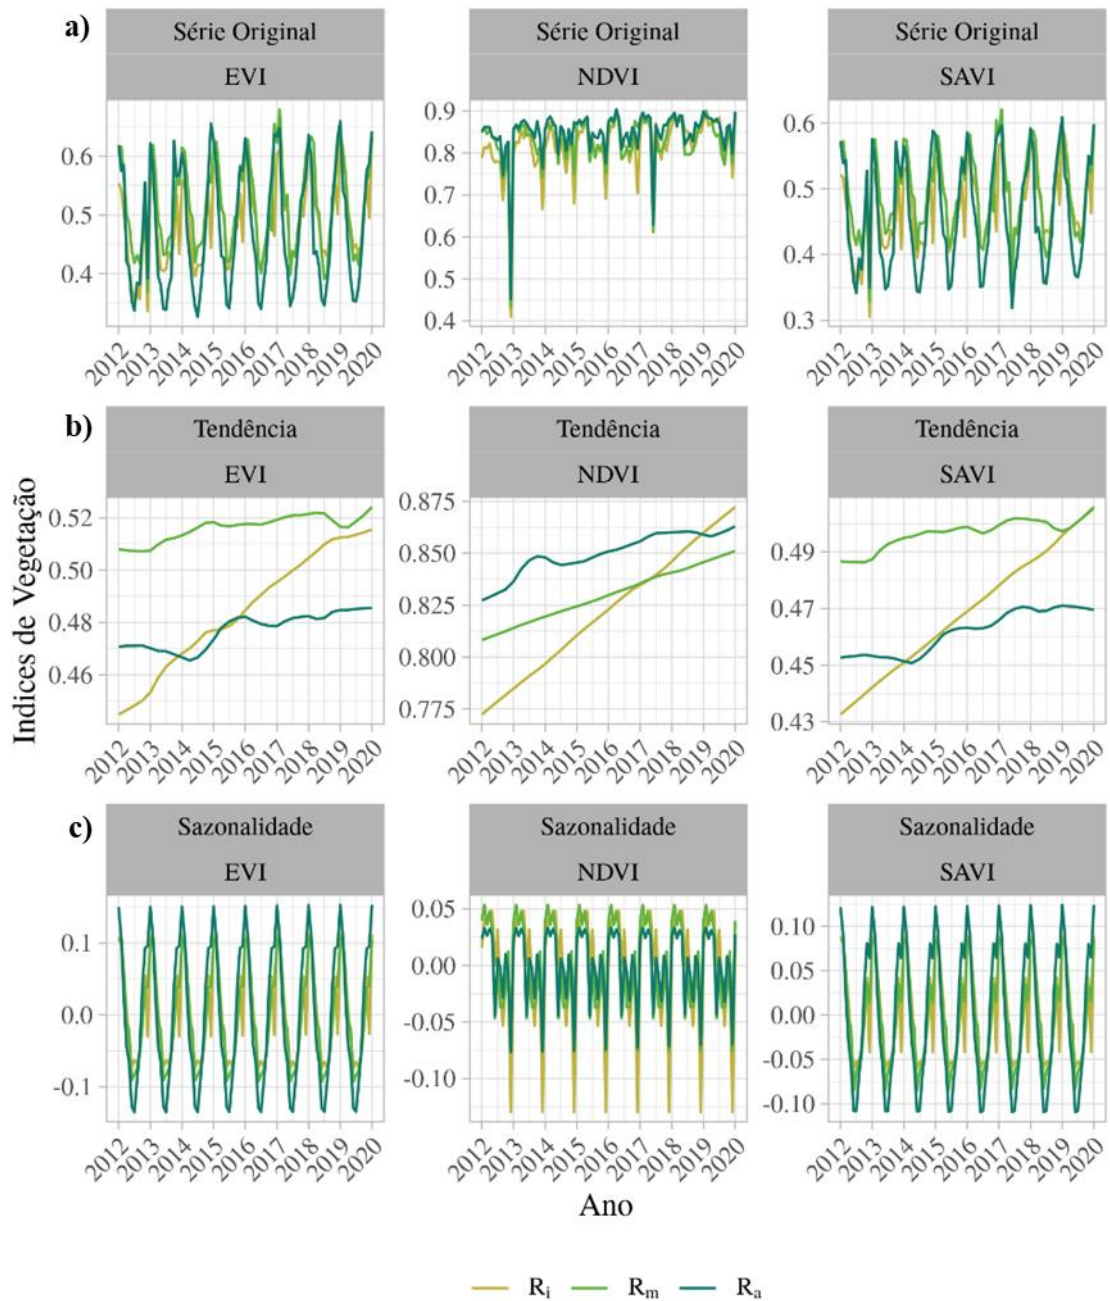 a)
Série Original
EVI
Série Original
NDVI
Série Original
SAVI
0.6
0.5
0.4
2012 2013 2014 2015 2016 2017 2018 2019 2020
0.9
0.8
0.7
0.6
0.5
0.4
2012 2013 2014 2015 2016 2017 2018 2019 2020
0.6
0.5
0.4
0.3
2012 2013 2014 2015 2016 2017 2018 2019 2020
Indices de Vegetação
b)
Tendência
EVI
Tendência
NDVI
Tendência
SAVI
0.52
0.50
0.48
0.46
2012 2013 2014 2015 2016 2017 2018 2019 2020
0.875
0.850
0.825
0.800
0.775
2012 2013 2014 2015 2016 2017 2018 2019 2020
0.49
0.47
0.45
0.43
2012 2013 2014 2015 2016 2017 2018 2019 2020
c)
Sazonalidade
EVI
Sazonalidade
NDVI
Sazonalidade
SAVI
0.1
0.0
-0.1
2012 2013 2014 2015 2016 2017 2018 2019 2020
0.05
0.00
-0.05
-0.10
2012 2013 2014 2015 2016 2017 2018 2019 2020
0.10
0.05
0.00
-0.05
-0.10
2012 2013 2014 2015 2016 2017 2018 2019 2020
Ano
Ri Rm Ra